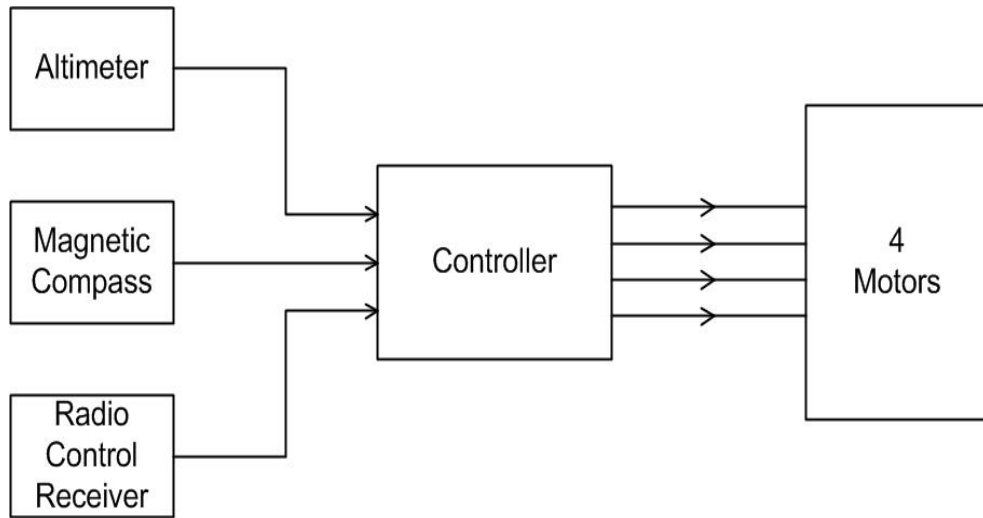 Altimeter
Magnetic
Compass
Radio
Control
Receiver
Controller
4
Motors